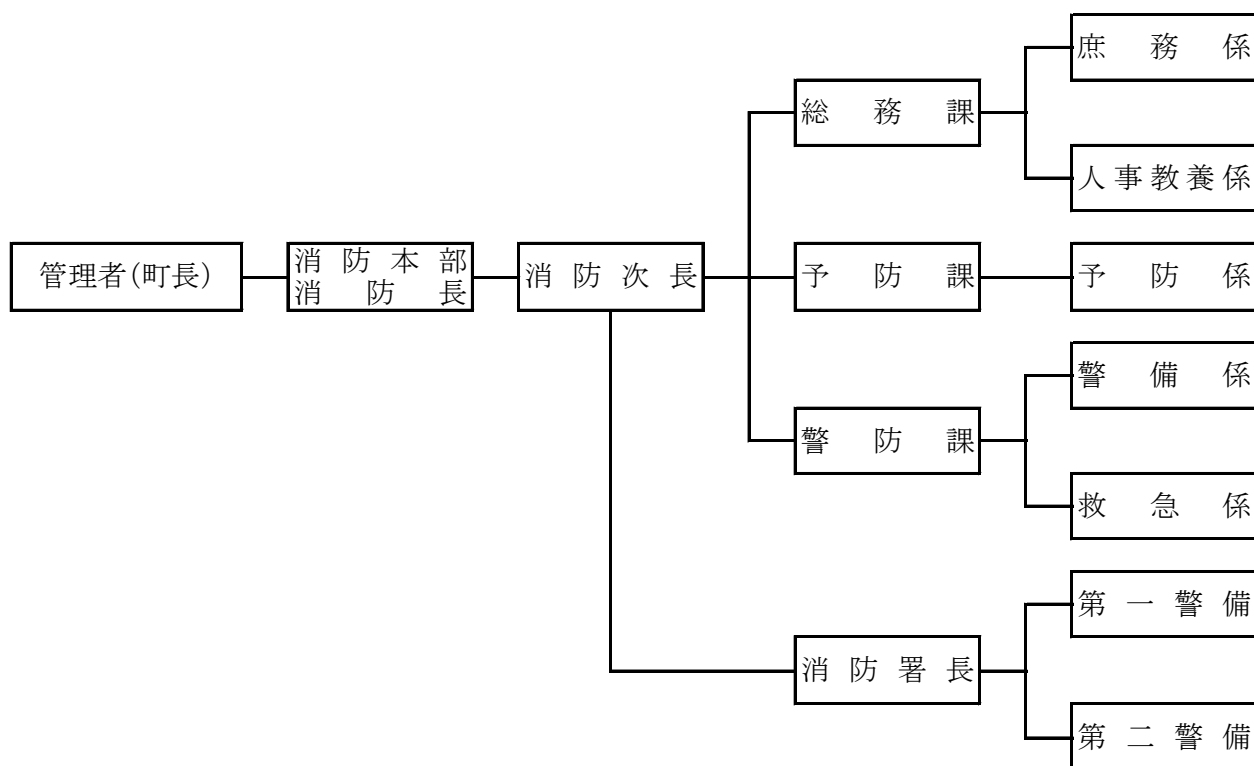 管理者(町長)
消防本部
消防長
消防次長
総務課
庶務係
人事教養係
予防課
予防係
警防課
警備係
救急係
消防署長
第一警備
第二警備